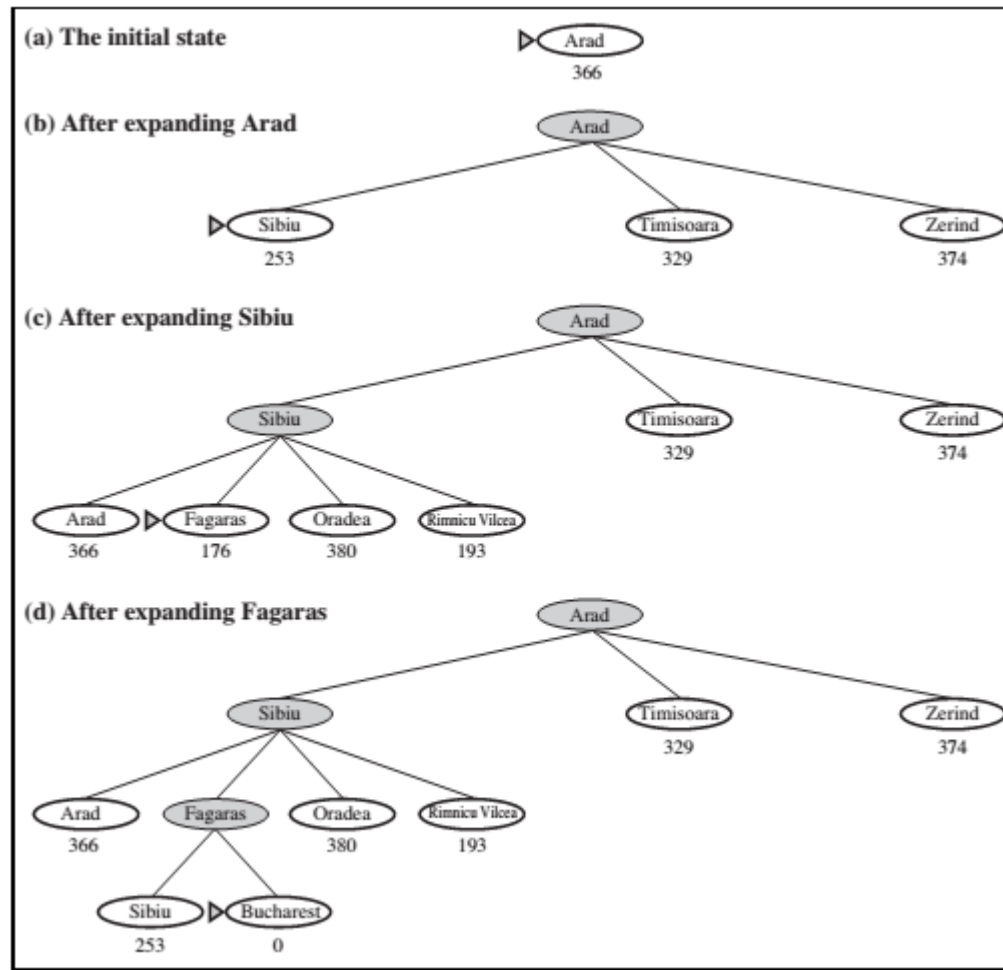 (a) The initial state
Arad
366
(b) After expanding Arad
Arad
Sibiu
Timisoara
Zerind
253
329
374
(c) After expanding Sibiu
Arad
Sibiu
Timisoara
Zerind
329
374
Arad
Fagaras
Oradea
Rimnicu Vilcea
366
176
380
193
(d) After expanding Fagaras
Arad
Sibiu
Timisoara
Zerind
329
374
Arad
Fagaras
Oradea
Rimnicu Vilcea
366
380
193
Sibiu
Bucharest
253
0